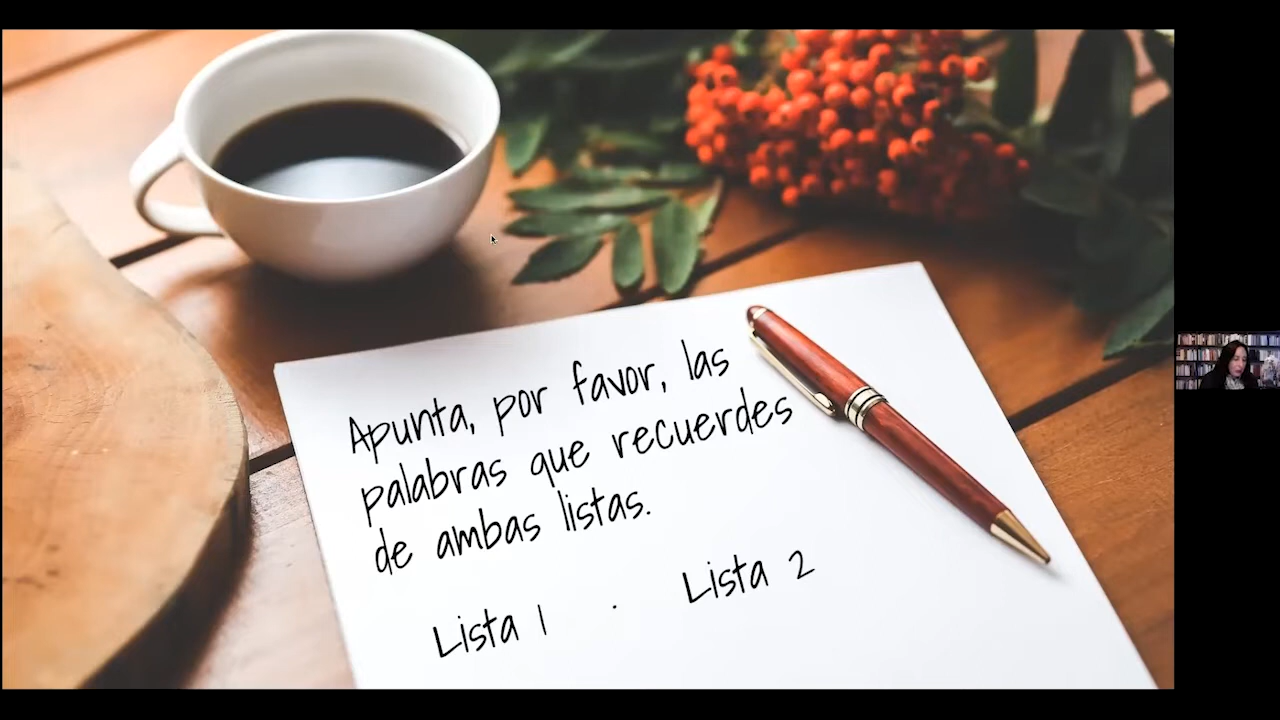 Apunta, por favor, las
palabras que recuerdes
de ambas listas.
Lista 1 . Lista 2